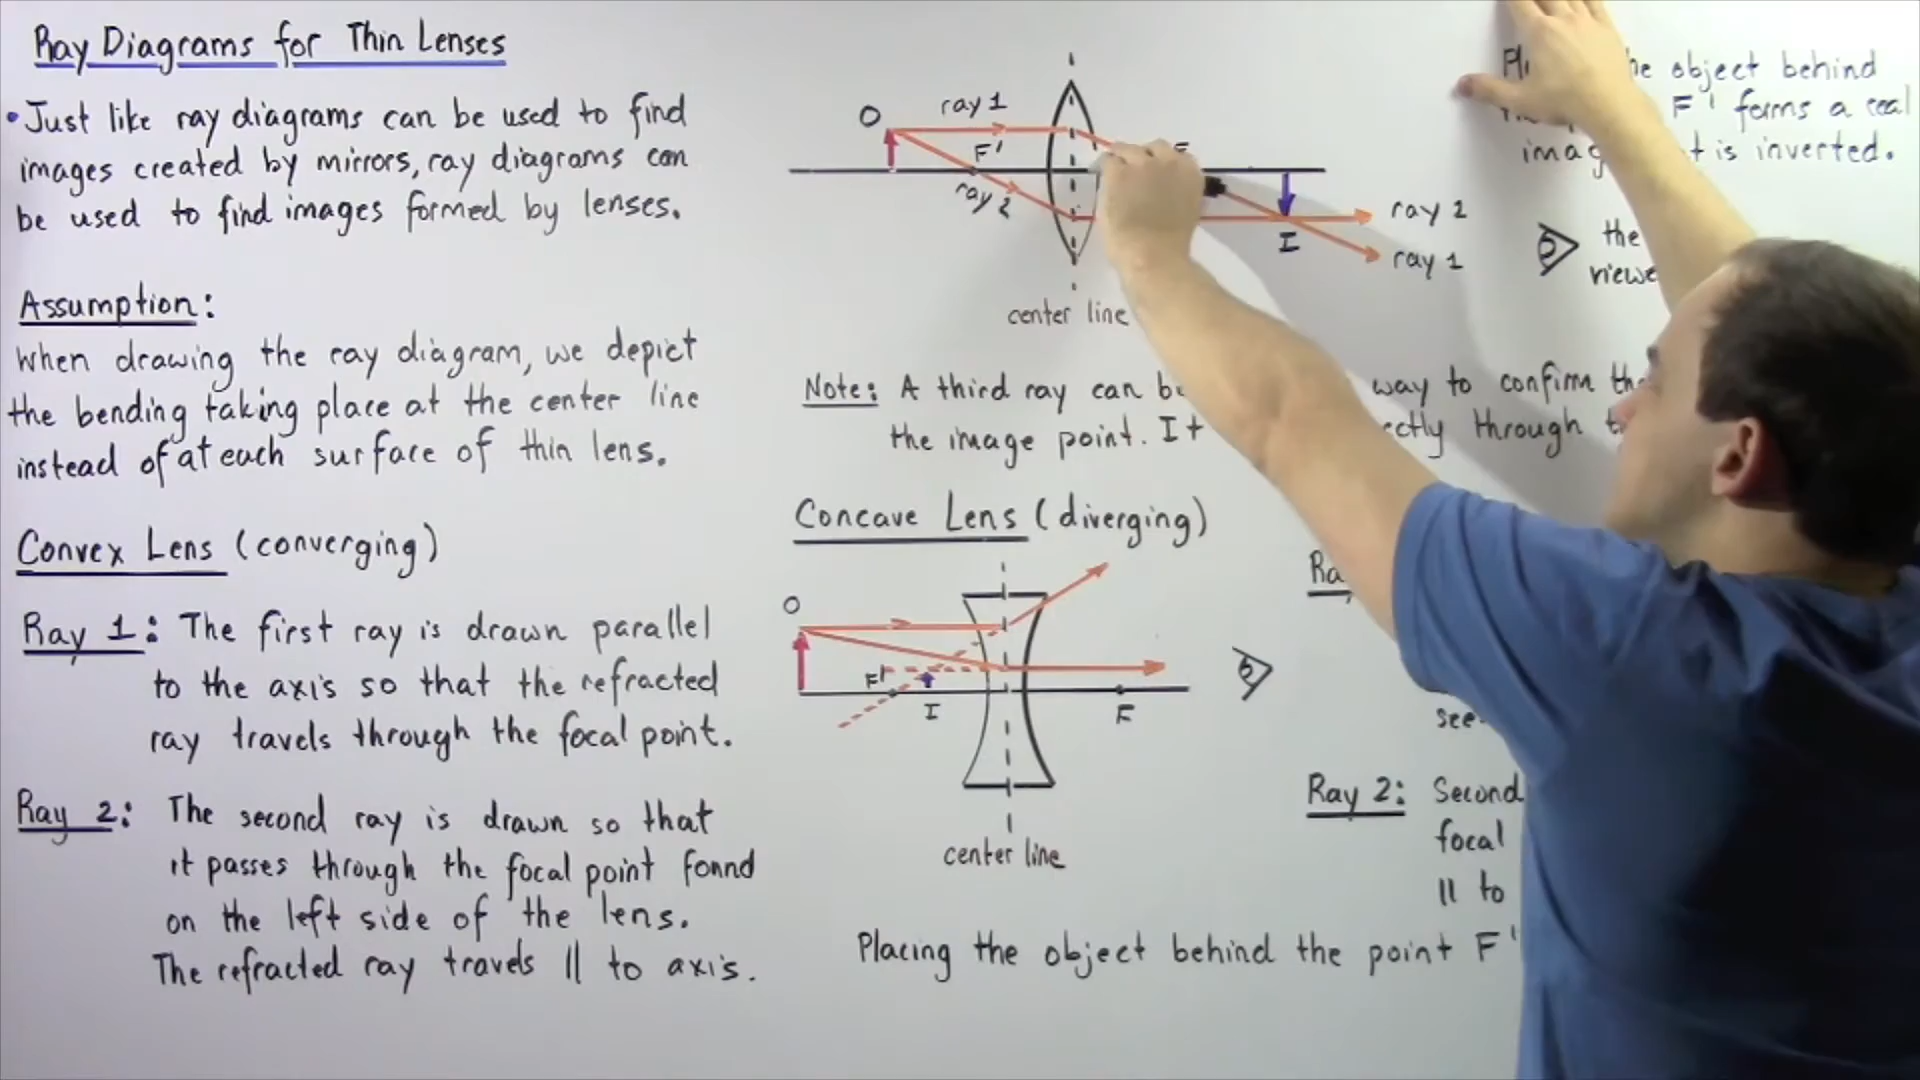 Ray Diagrams for Thin Lenses
• Just like ray diagrams can be used to find
images created by mirrors, ray diagrams can
be used to find images formed by lenses.
Assumption:
When drawing the ray diagram, we depict
the bending taking place at the center line
instead of at each surface of thin lens.
Convex Lens (converging)
Ray 1: The first ray is drawn parallel
to the axis so that the refracted
ray travels through the focal point.
Ray 2: The second ray is drawn so that
it passes through the focal point found
on the left side of the lens.
The refracted ray travels || to axis.
O
ray 1
F'
ray 2
I
ray 2
ray 1
center line
object behind
F' forms a real
is inverted.
the
Note: A third ray can way to confirm
the image point. It through
Concave Lens (diverging)
O
F'
I
F
center line
Ray 2: Second
focal
|| to
Placing the object behind the point F'